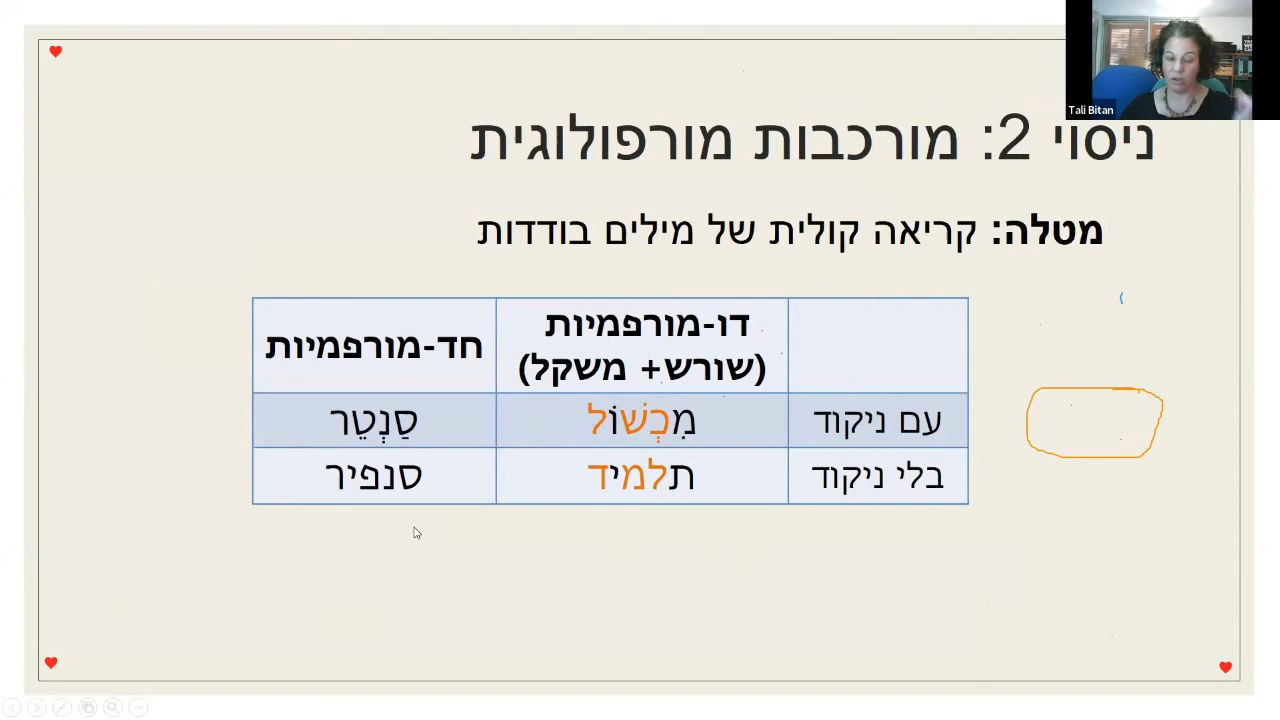 Tali Bitan
ניסוי 2: מורכבות מורפולוגית
מטלה: קריאה קולית של מילים בודדות
דו-מורפמיות
(שורש+ משקל)
חד-מורפמיות
עם ניקוד
מִכְשׁוֹל
סַנְטֵר
בלי ניקוד
תלמיד
סנפיר